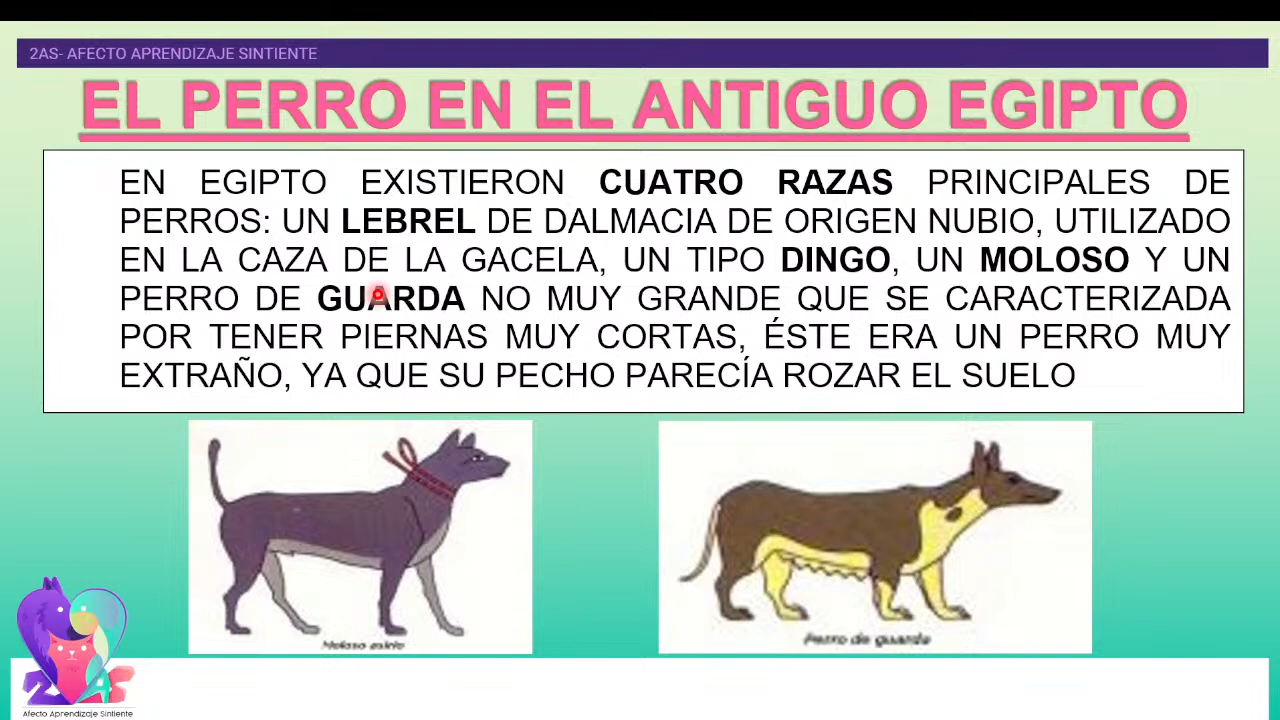 2AS- AFECTO APRENDIZAJE SINTIENTE
EL PERRO EN EL ANTIGUO EGIPTO
EN EGIPTO EXISTIERON CUATRO RAZAS PRINCIPALES DE
PERROS: UN LEBREL DE DALMACIA DE ORIGEN NUBIO, UTILIZADO
EN LA CAZA DE LA GACELA, UN TIPO DINGO, UN MOLOSO Y UN
PERRO DE GUARDA NO MUY GRANDE QUE SE CARACTERIZADA
POR TENER PIERNAS MUY CORTAS, ÉSTE ERA UN PERRO MUY
EXTRAÑO, YA QUE SU PECHO PARECÍA ROZAR EL SUELO
Moloso asirio
Perro de guarda
2AS
Afecto Aprendizaje Sintiente